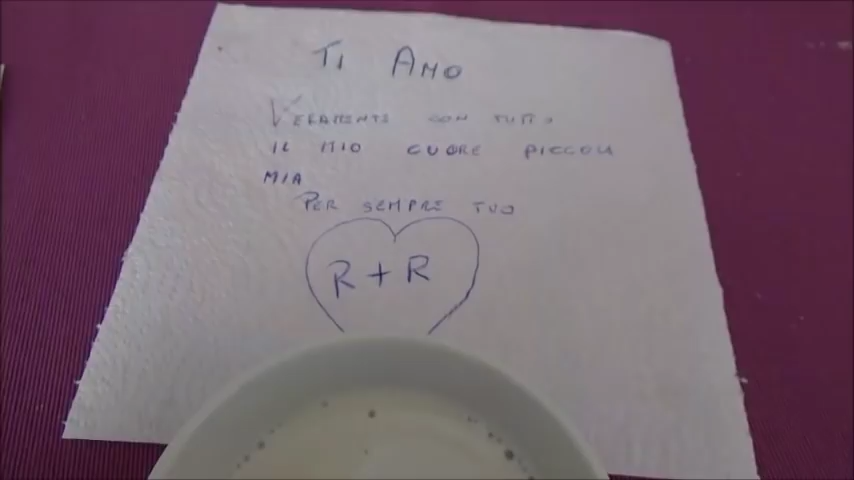 TI AMO
VERAMENTE CON TUTTO
IL MIO CUORE PICCOLA
MIA
PER SEMPRE TUO
R + R